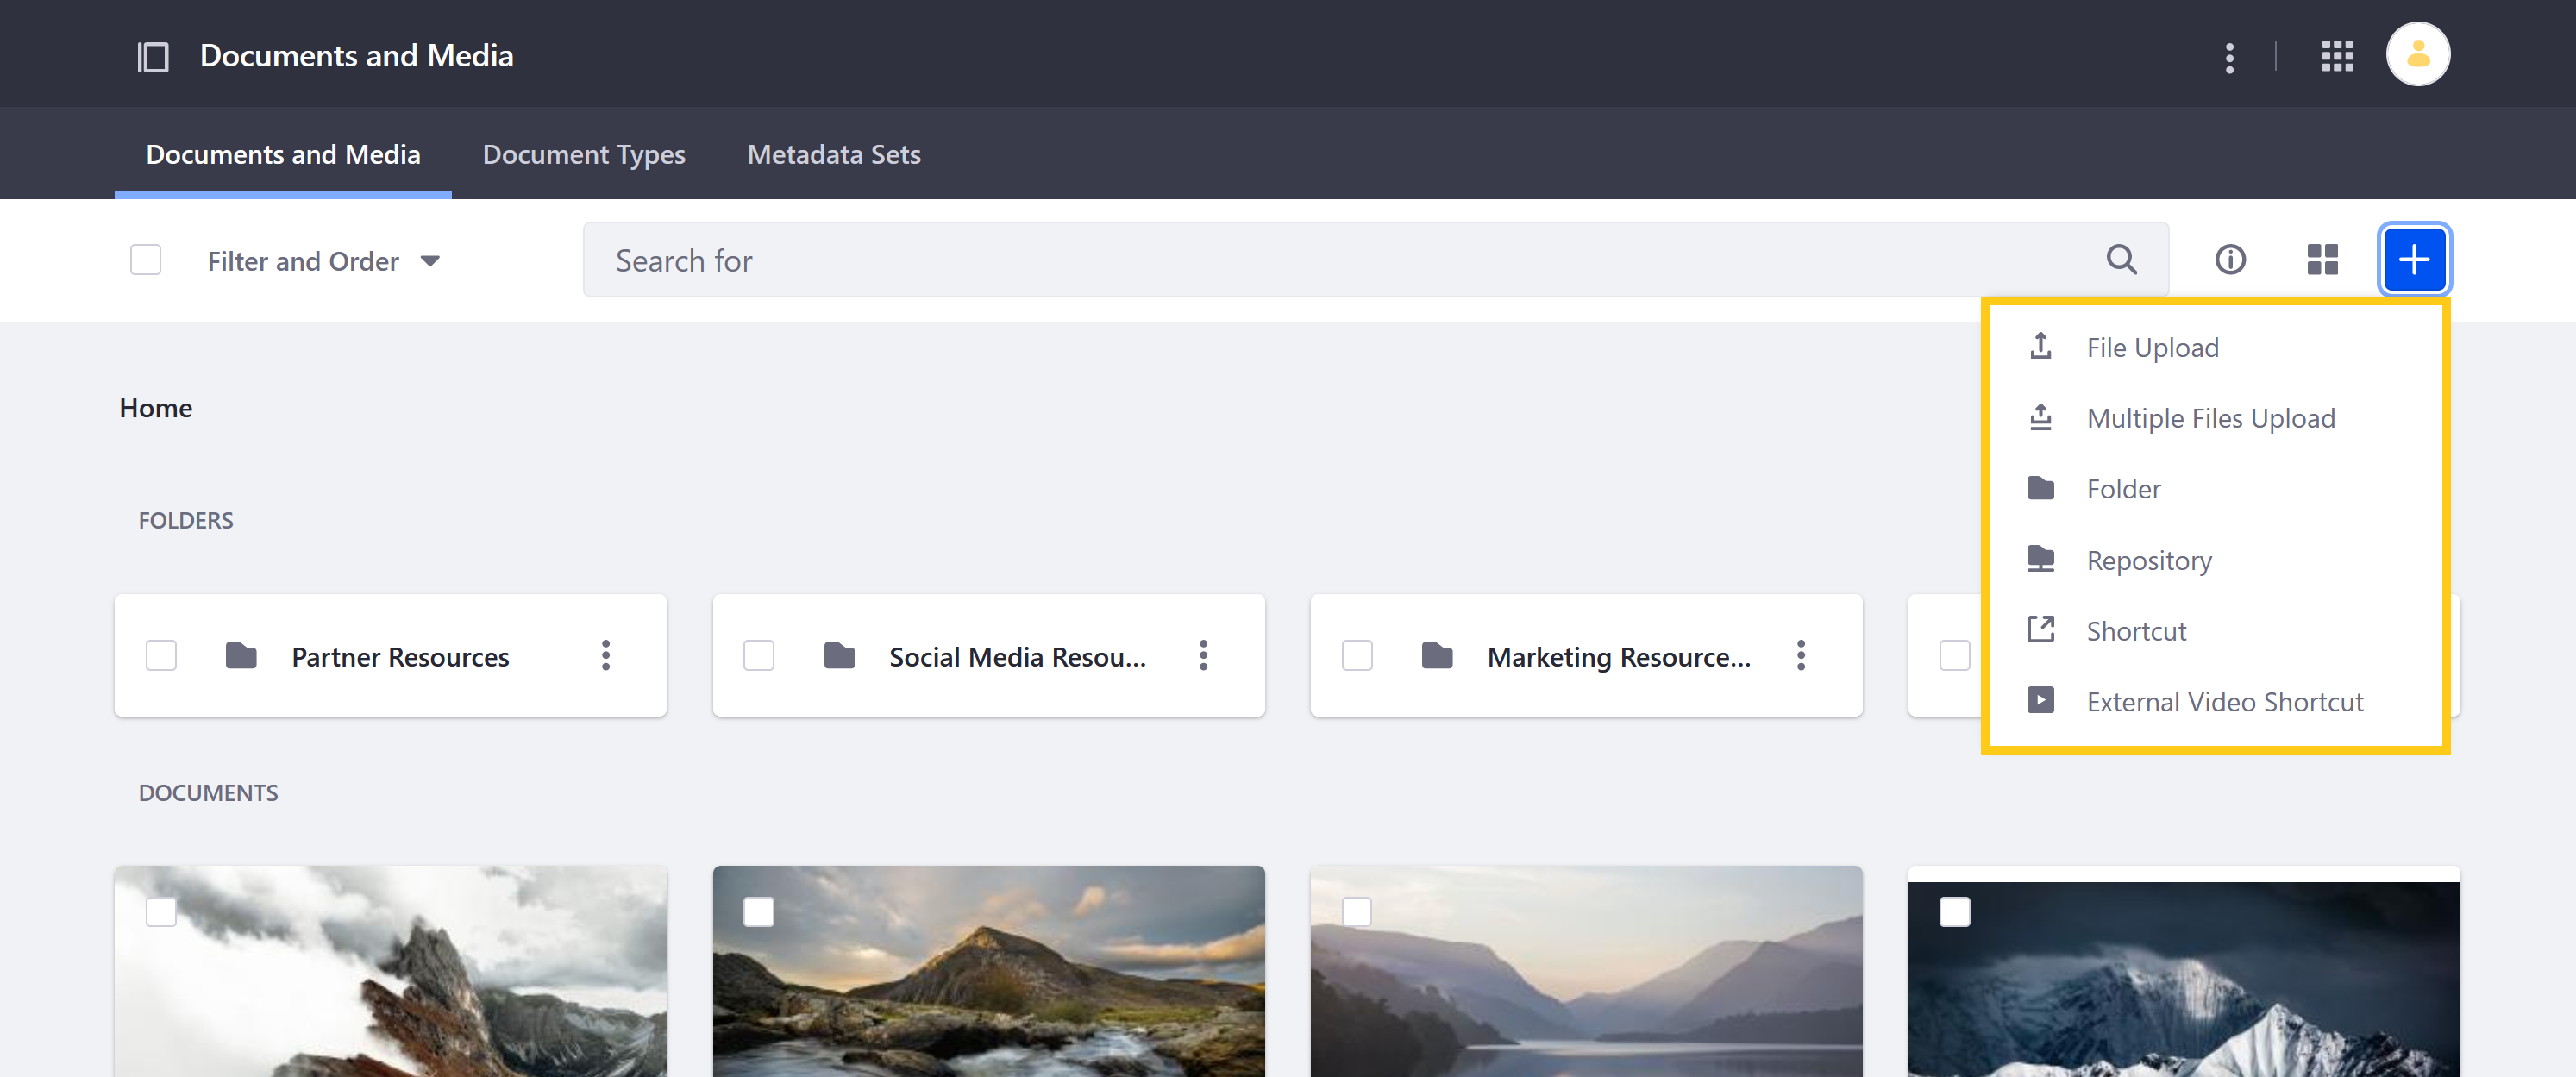 Documents and Media
Documents and Media Document Types Metadata Sets
Filter and Order
Search for
File Upload
Multiple Files Upload
Folder
Repository
Shortcut
External Video Shortcut
Home
FOLDERS
Partner Resources
Social Media Resou...
Marketing Resource...
DOCUMENTS